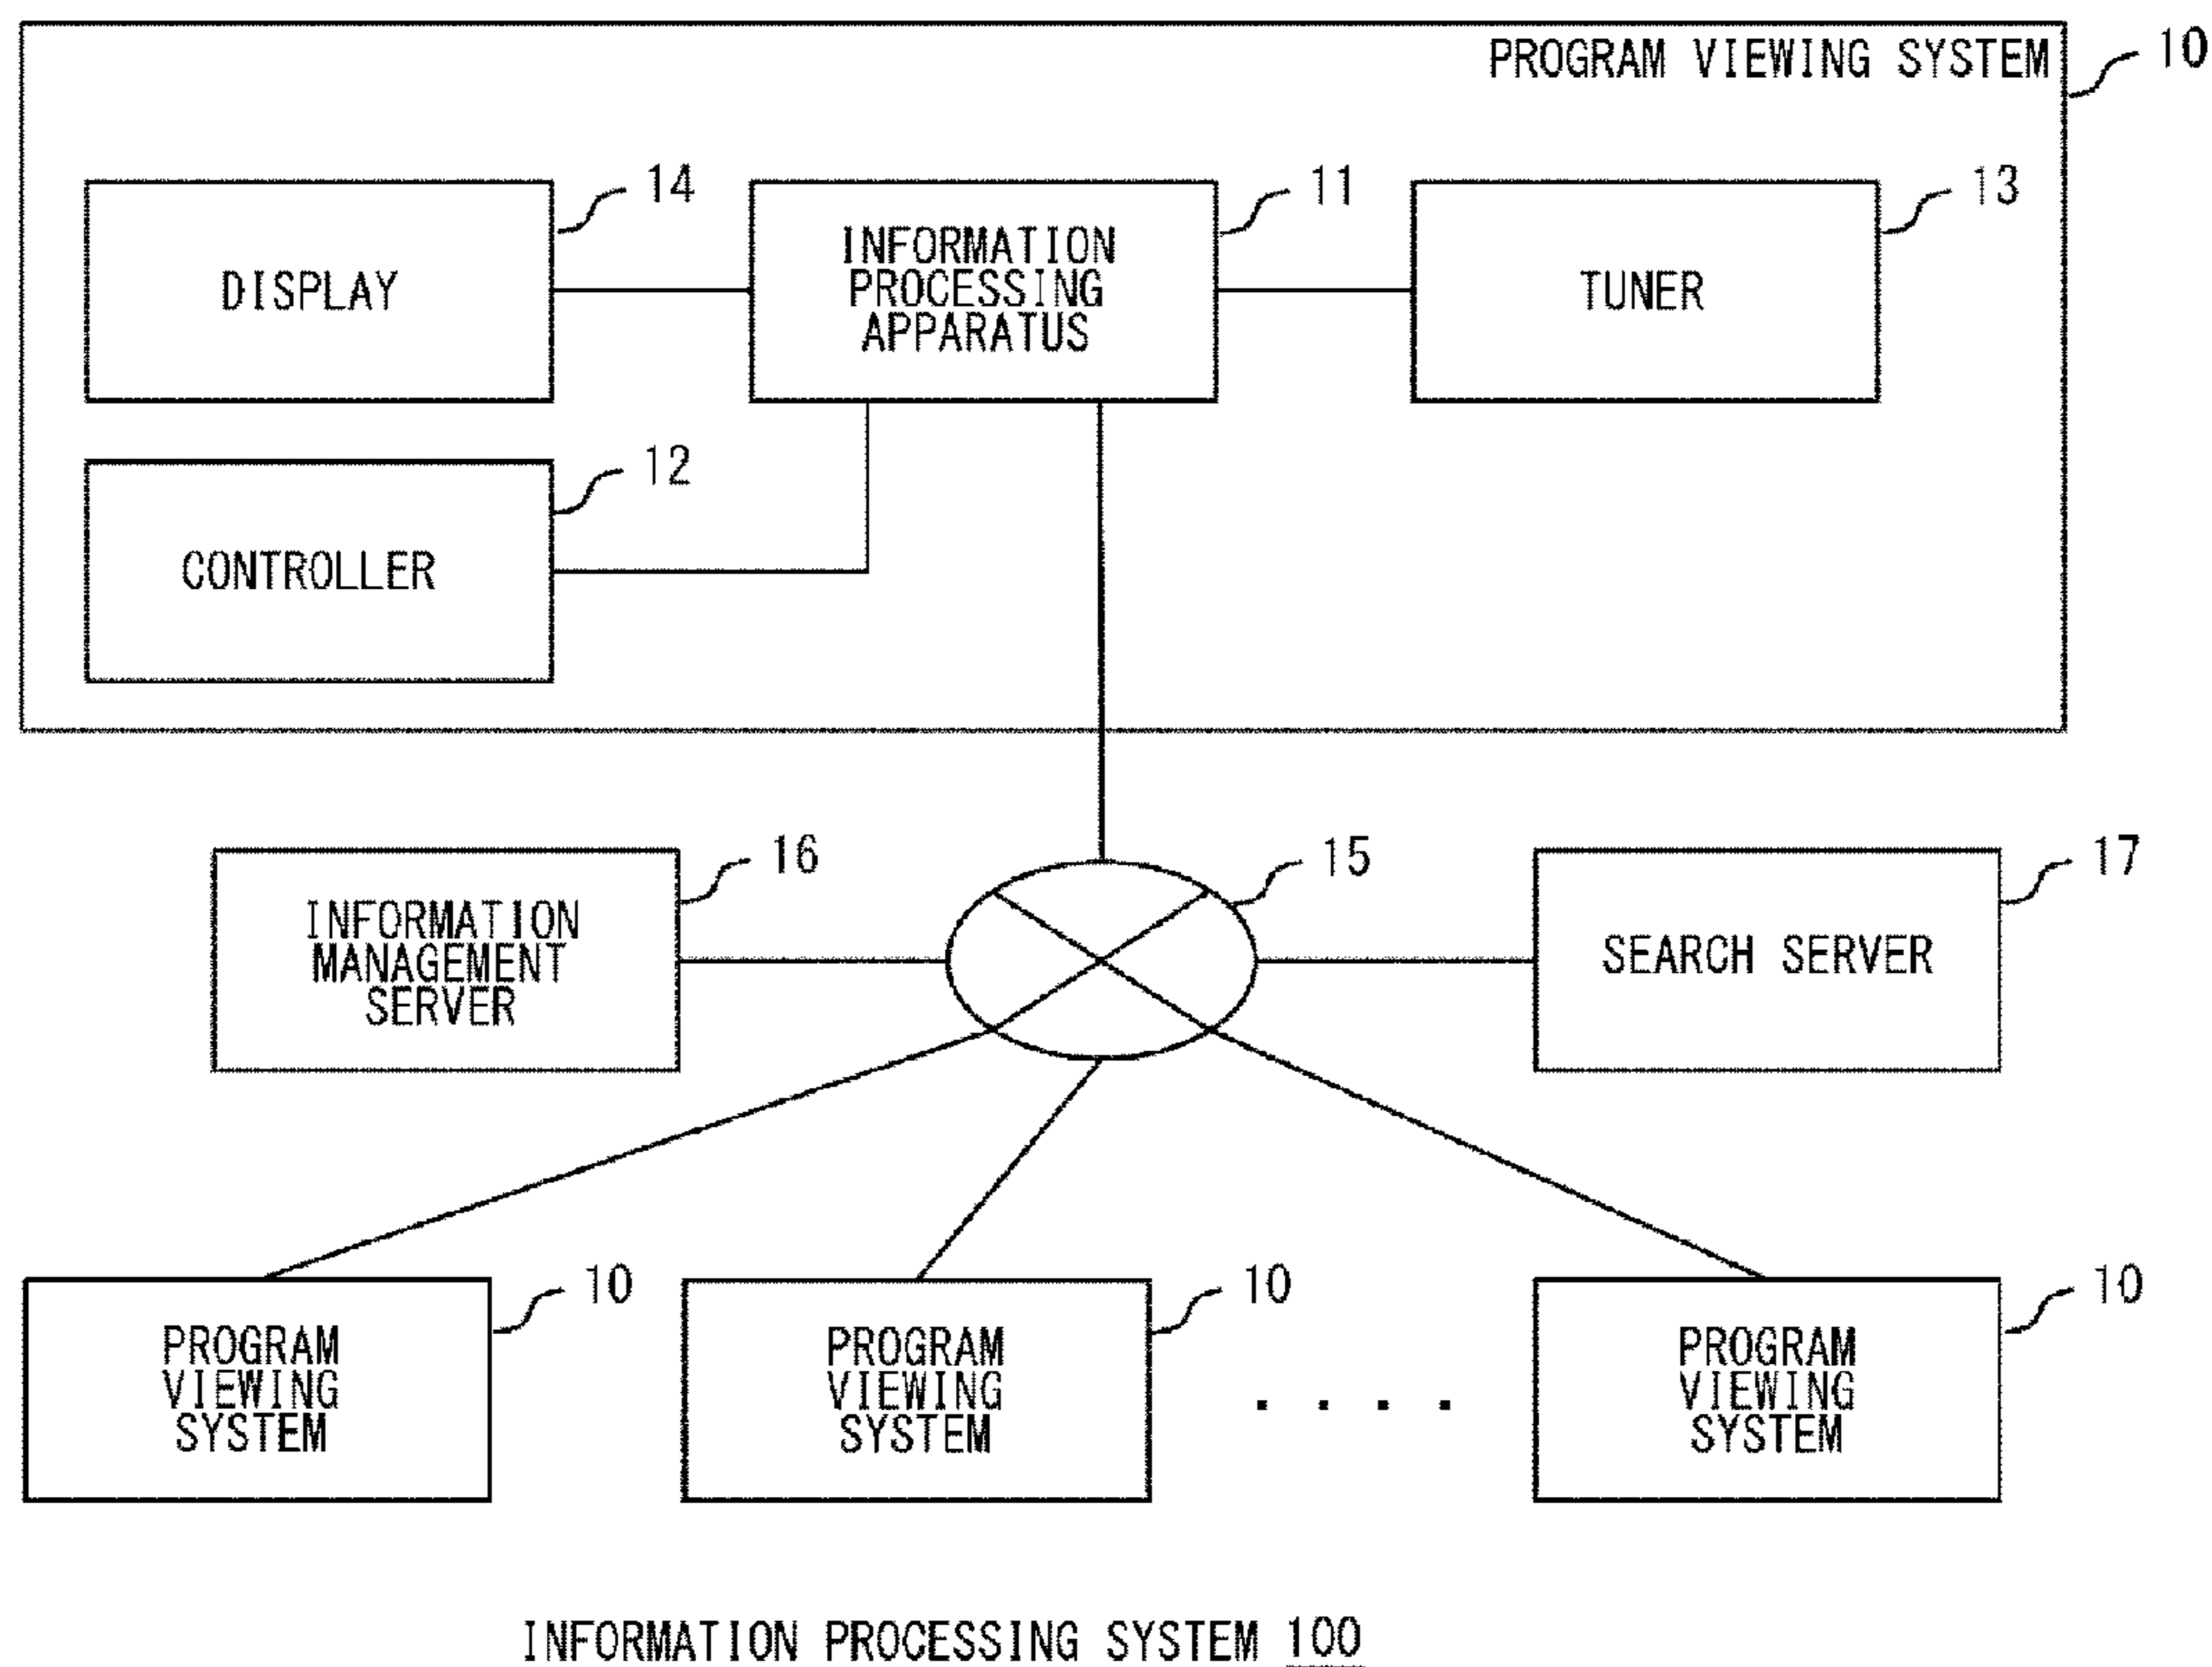 PROGRAM VIEWING SYSTEM
10
14
11
13
DISPLAY
INFORMATION
PROCESSING
APPARATUS
TUNER
12
CONTROLLER
16
15
17
INFORMATION
MANAGEMENT
SERVER
SEARCH SERVER
10
10
10
PROGRAM
VIEWING
SYSTEM
PROGRAM
VIEWING
SYSTEM
. . . .
PROGRAM
VIEWING
SYSTEM
INFORMATION PROCESSING SYSTEM 100